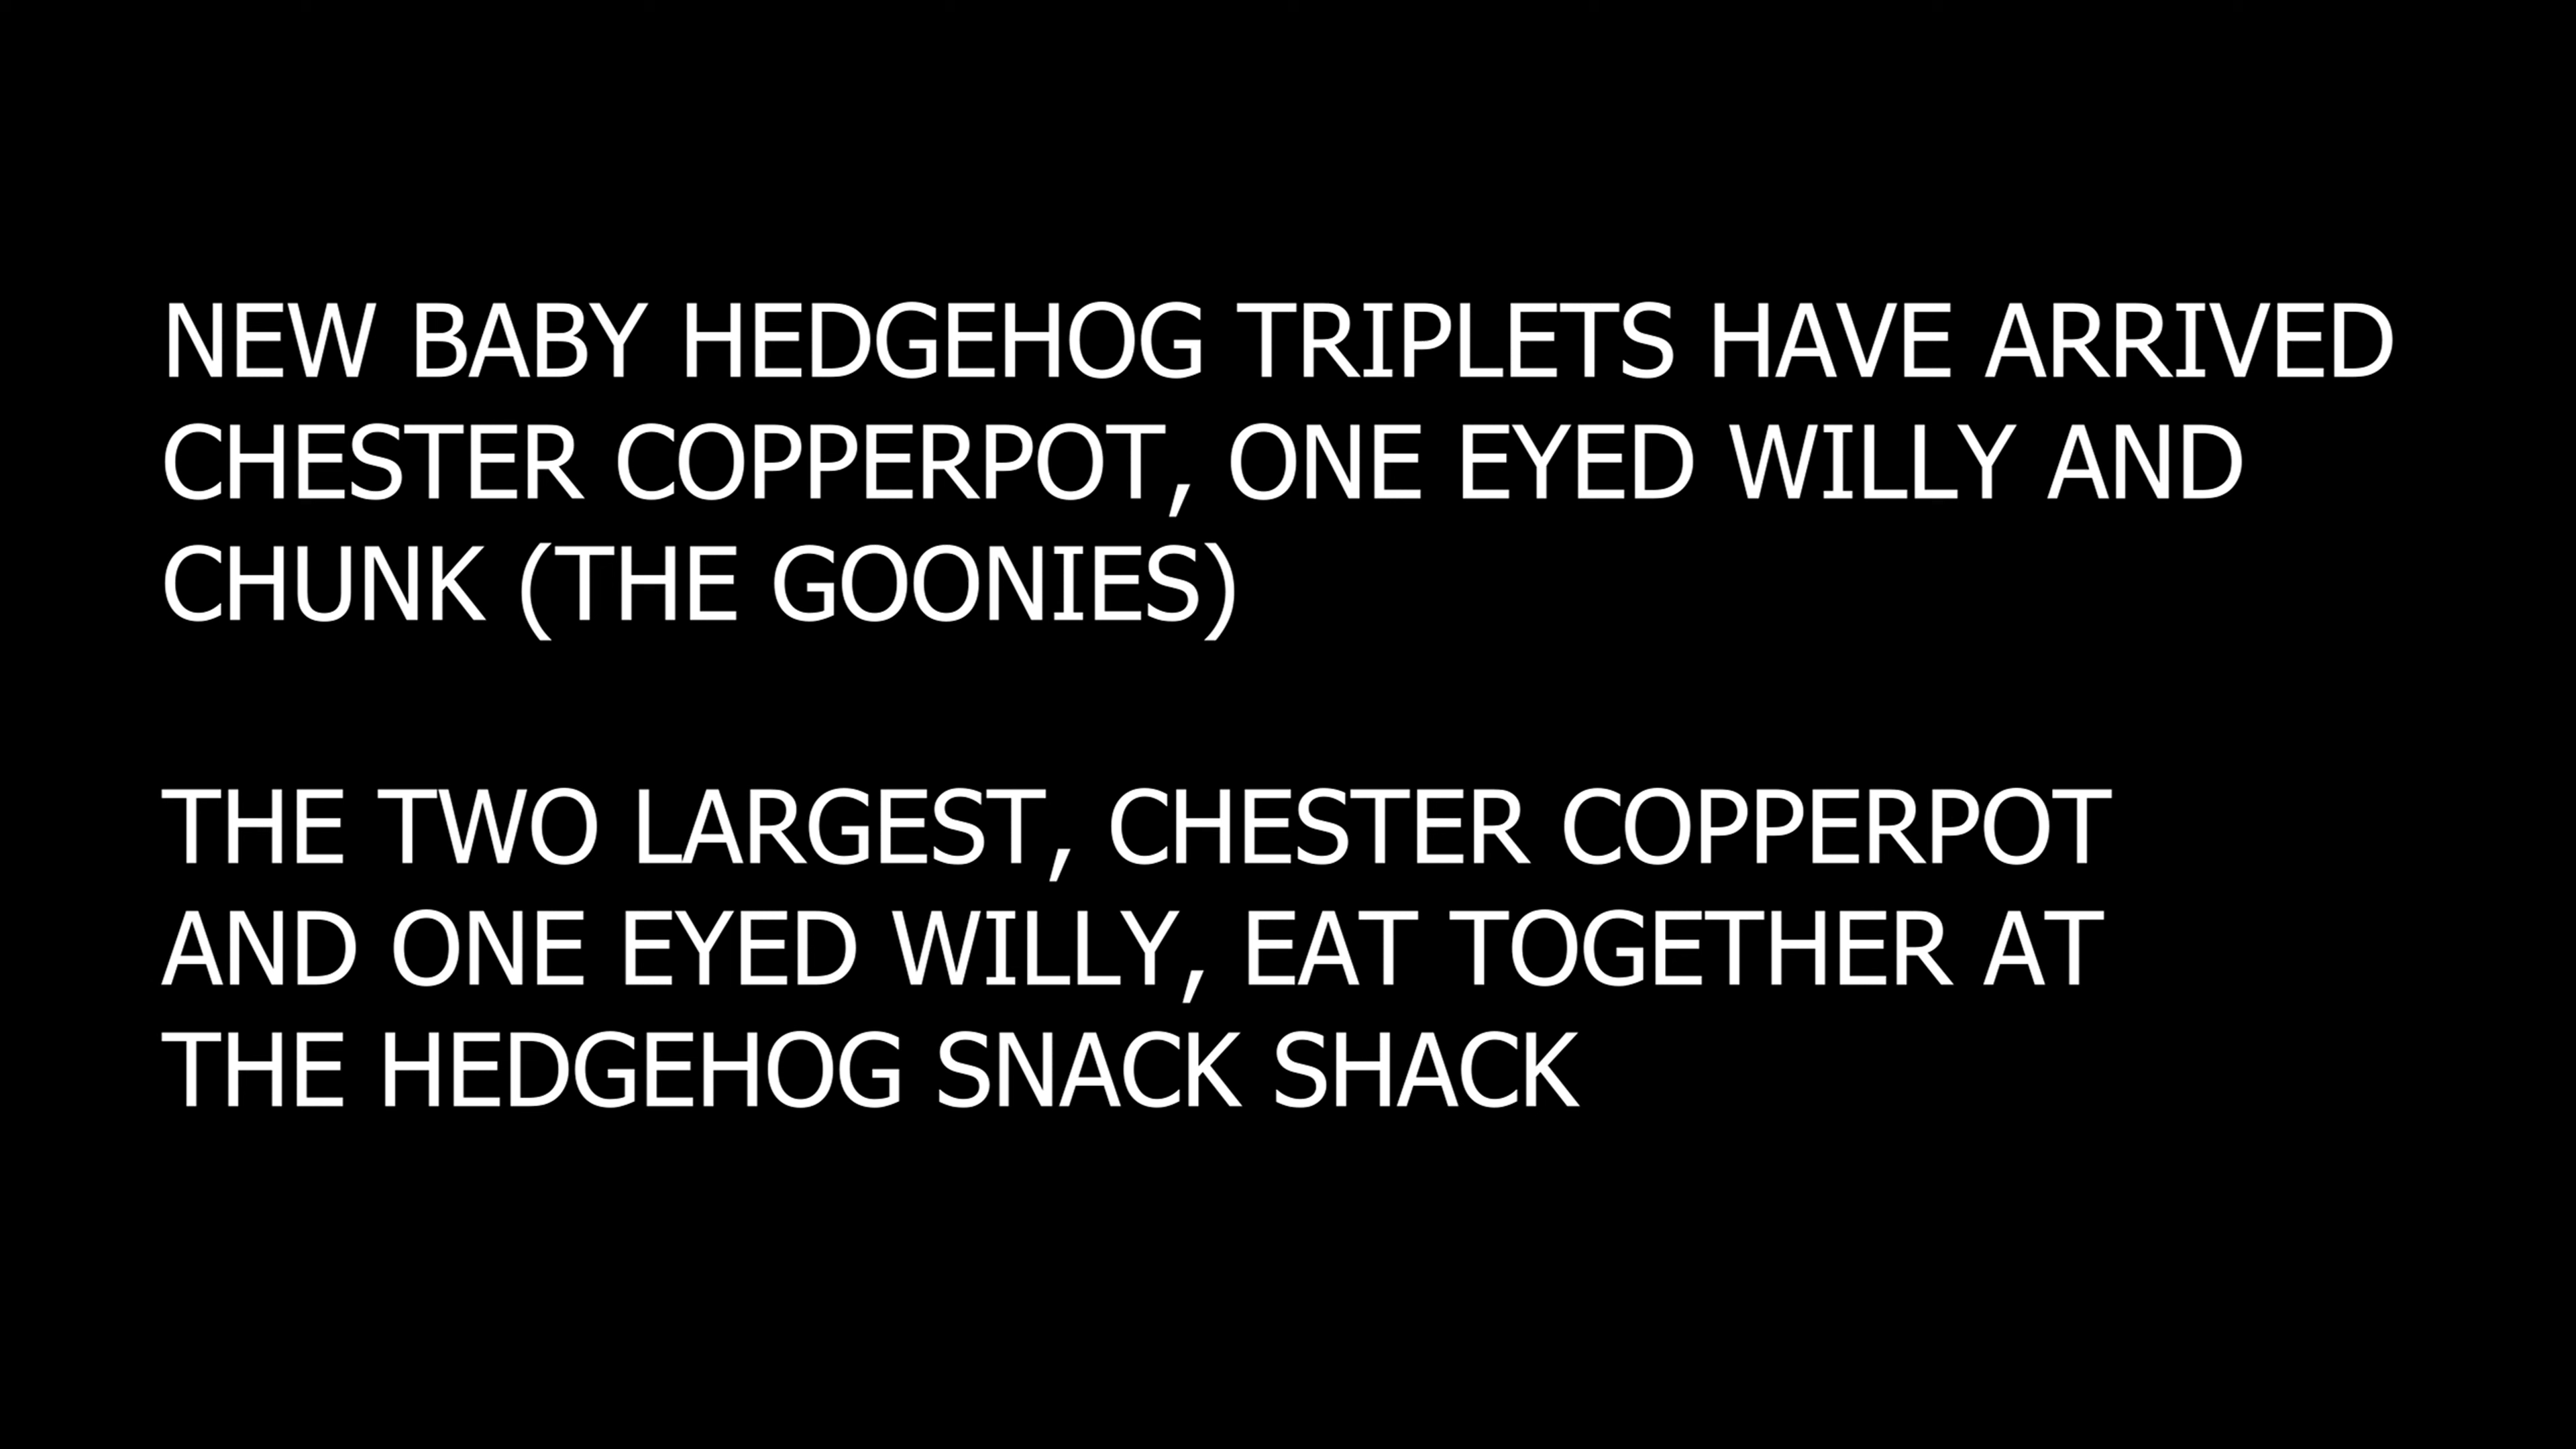 NEW BABY HEDGEHOG TRIPLETS HAVE ARRIVED
CHESTER COPPERPOT, ONE EYED WILLY AND
CHUNK (THE GOONIES)
THE TWO LARGEST, CHESTER COPPERPOT
AND ONE EYED WILLY, EAT TOGETHER AT
THE HEDGEHOG SNACK SHACK